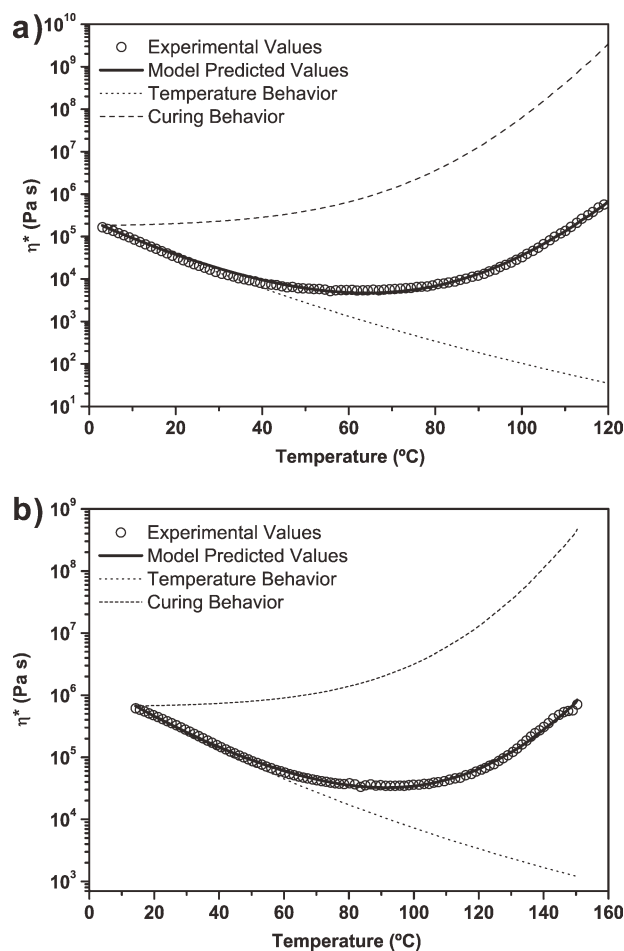 a)
10^10
10^9
10^8
10^7
10^6
10^5
10^4
10^3
10^2
10^1
η* (Pa s)
Experimental Values
Model Predicted Values
Temperature Behavior
Curing Behavior
0 20 40 60 80 100 120
Temperature (ºC)
b)
10^9
10^8
10^7
10^6
10^5
10^4
10^3
η* (Pa s)
Experimental Values
Model Predicted Values
Temperature Behavior
Curing Behavior
0 20 40 60 80 100 120 140 160
Temperature (ºC)